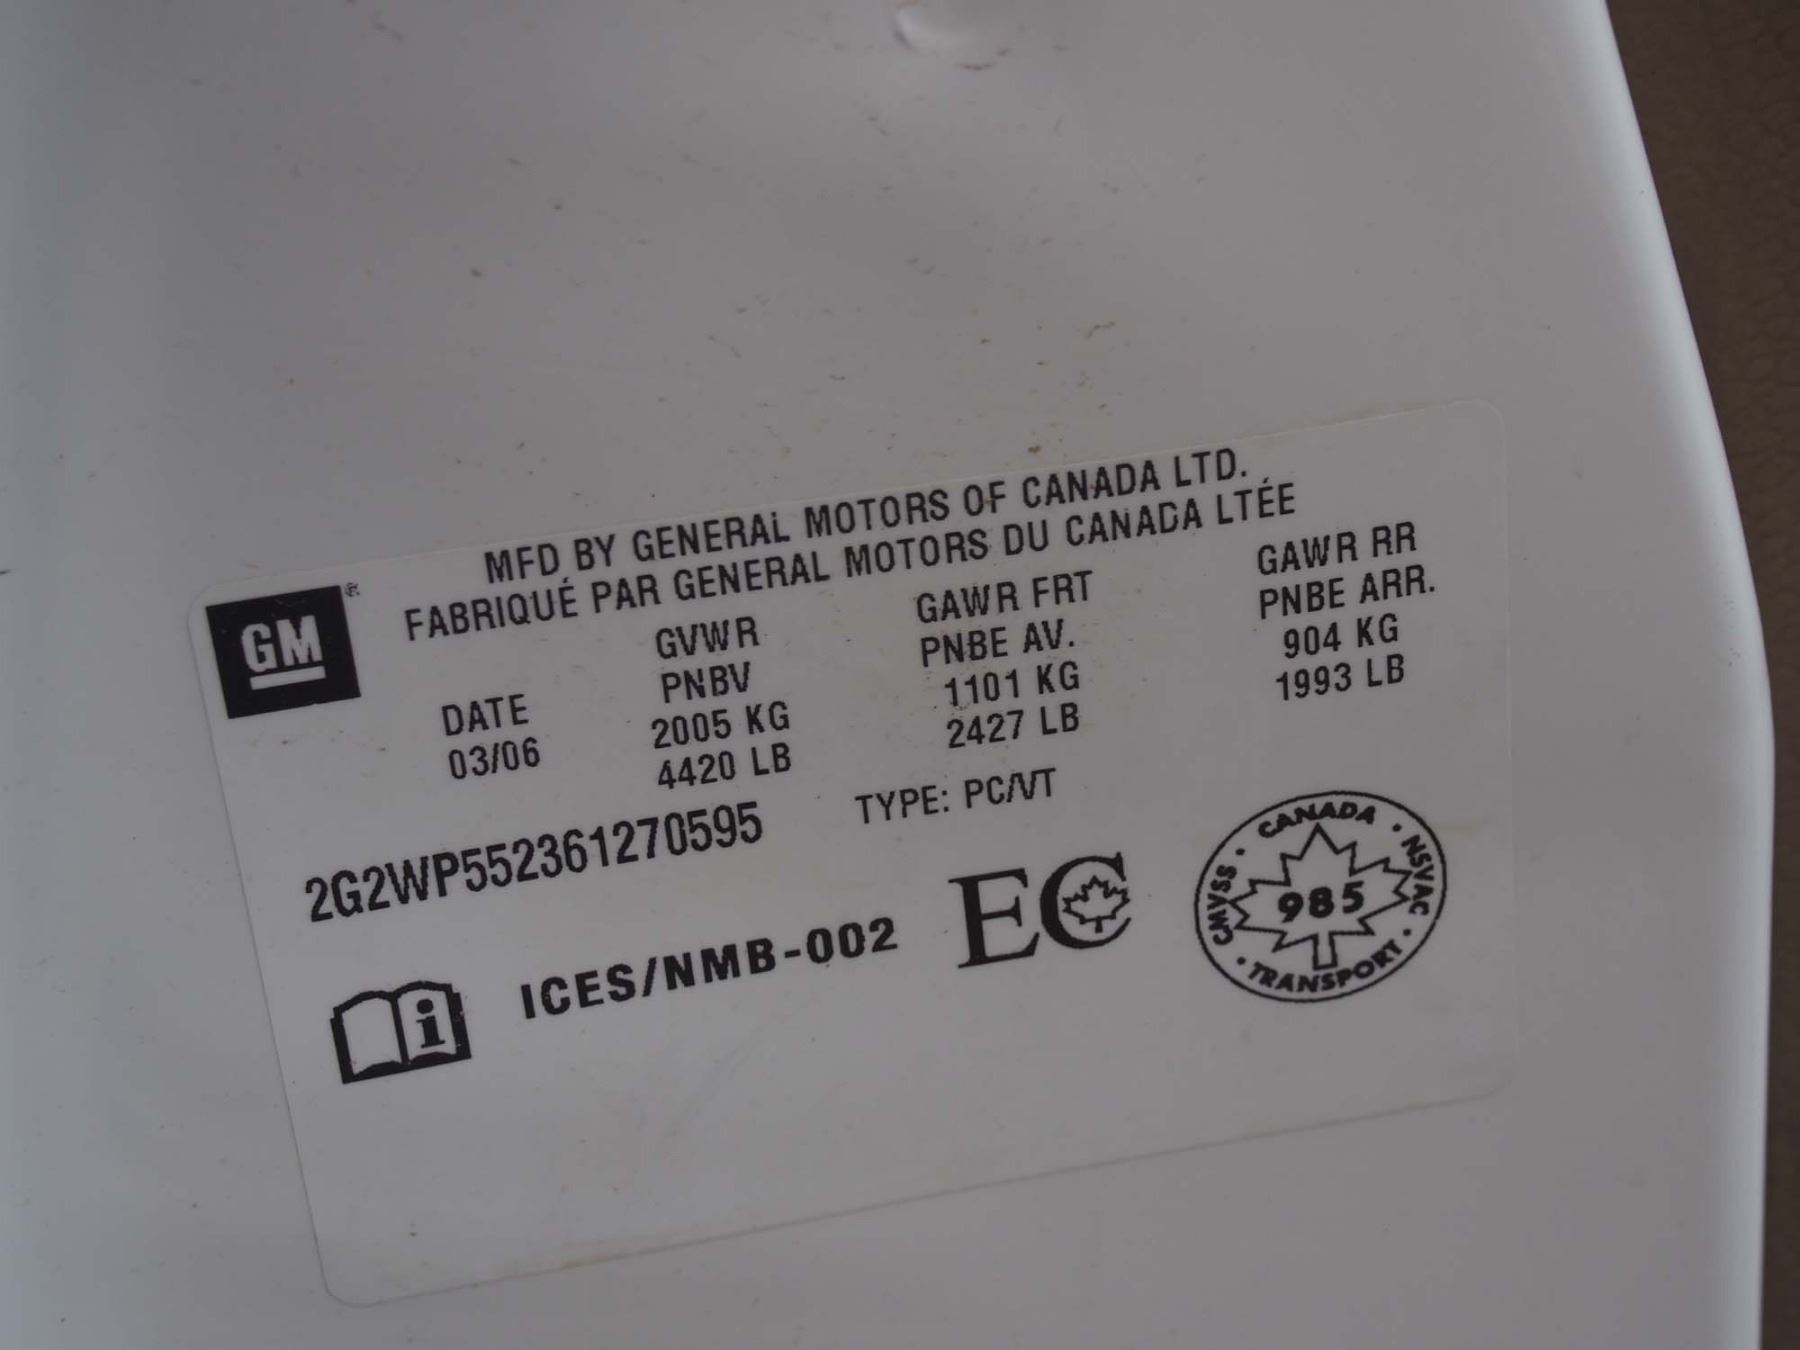 MFD BY GENERAL MOTORS OF CANADA LTD.
FABRIQUÉ PAR GENERAL MOTORS DU CANADA LTÉE
GM ®
DATE
03/06
GVWR
PNBV
2005 KG
4420 LB
GAWR FRT
PNBE AV.
1101 KG
2427 LB
GAWR RR
PNBE ARR.
904 KG
1993 LB
2G2WP552361270595
TYPE: PC/VT
i
ICES/NMB-002
EC
CANADA • NSVAC • TRANSPORT • CMVSS •
985